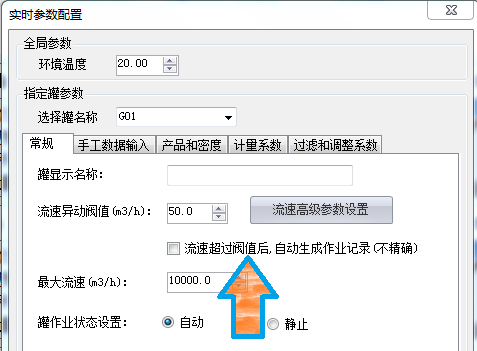 实时参数配置
全局参数
环境温度 20.00
指定罐参数
选择罐名称 G01
常规 手工数据输入 产品和密度 计量系数 过滤和调整系数
罐显示名称:
流速异动阀值(m3/h): 50.0 流速高级参数设置
流速超过阀值后,自动生成作业记录(不精确)
最大流速(m3/h): 10000.0
罐作业状态设置: 自动 静止